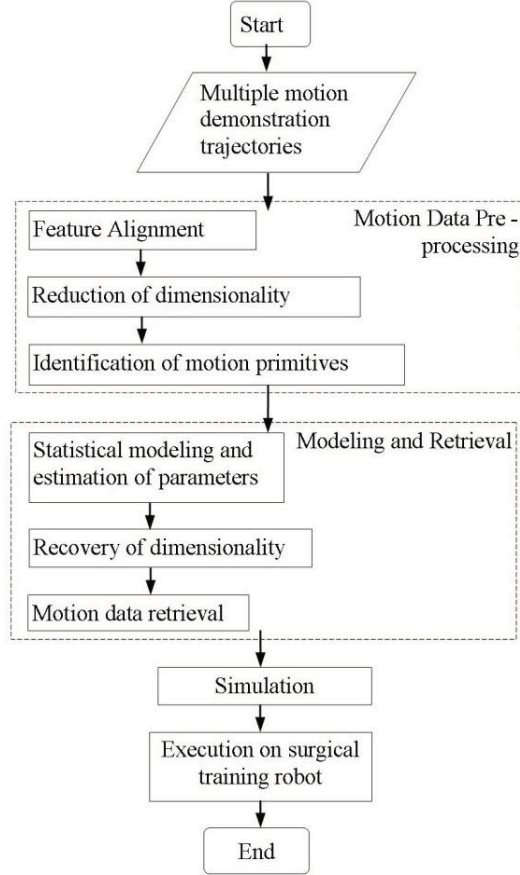 Start
Multiple motion
demonstration
trajectories
Motion Data Pre -
processing
Feature Alignment
Reduction of dimensionality
Identification of motion primitives
Modeling and Retrieval
Statistical modeling and
estimation of parameters
Recovery of dimensionality
Motion data retrieval
Simulation
Execution on surgical
training robot
End